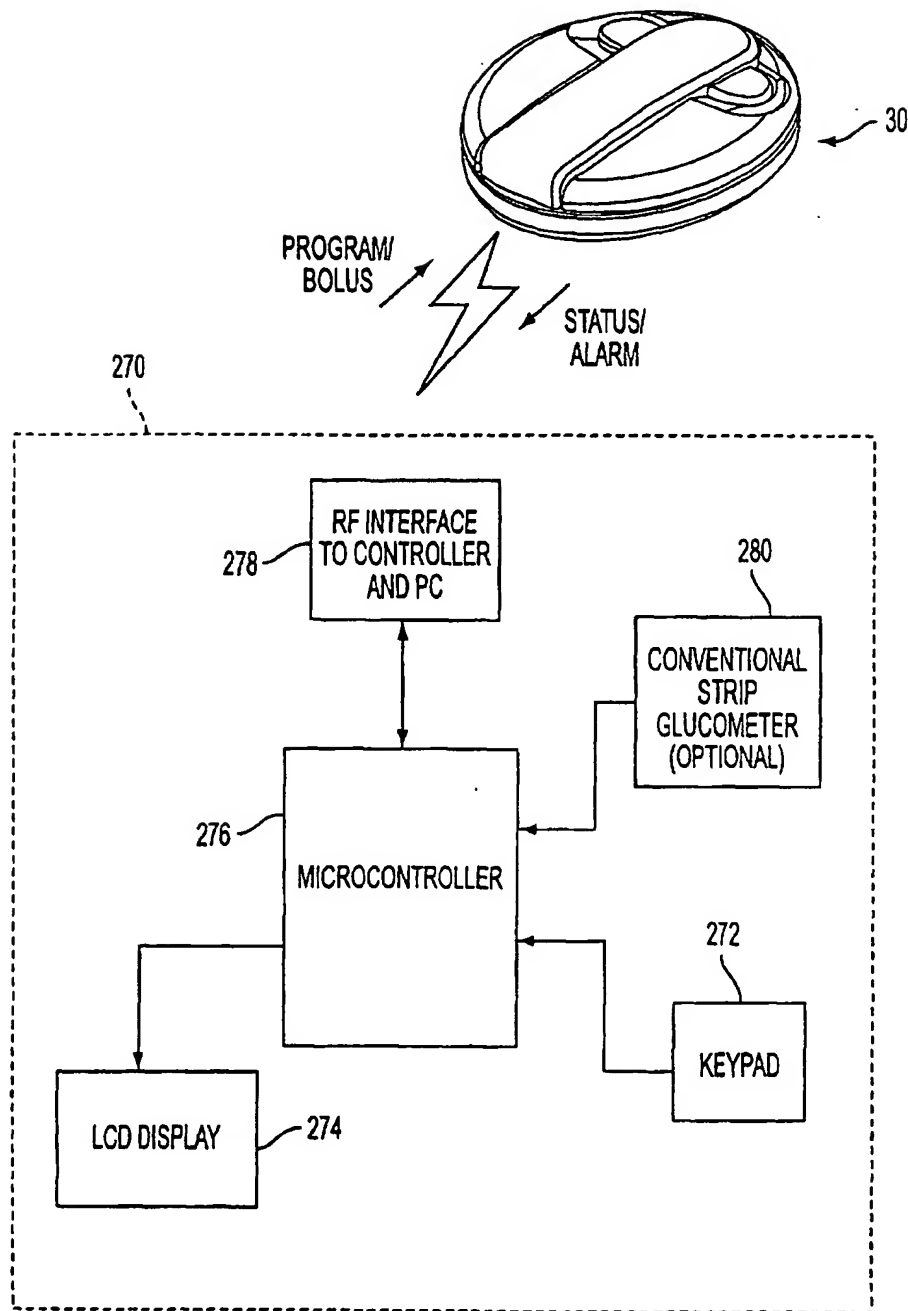 30
PROGRAM/
BOLUS
STATUS/
ALARM
270
RF INTERFACE
TO CONTROLLER
AND PC
278
280
CONVENTIONAL
STRIP
GLUCOMETER
(OPTIONAL)
276
MICROCONTROLLER
272
KEYPAD
LCD DISPLAY
274